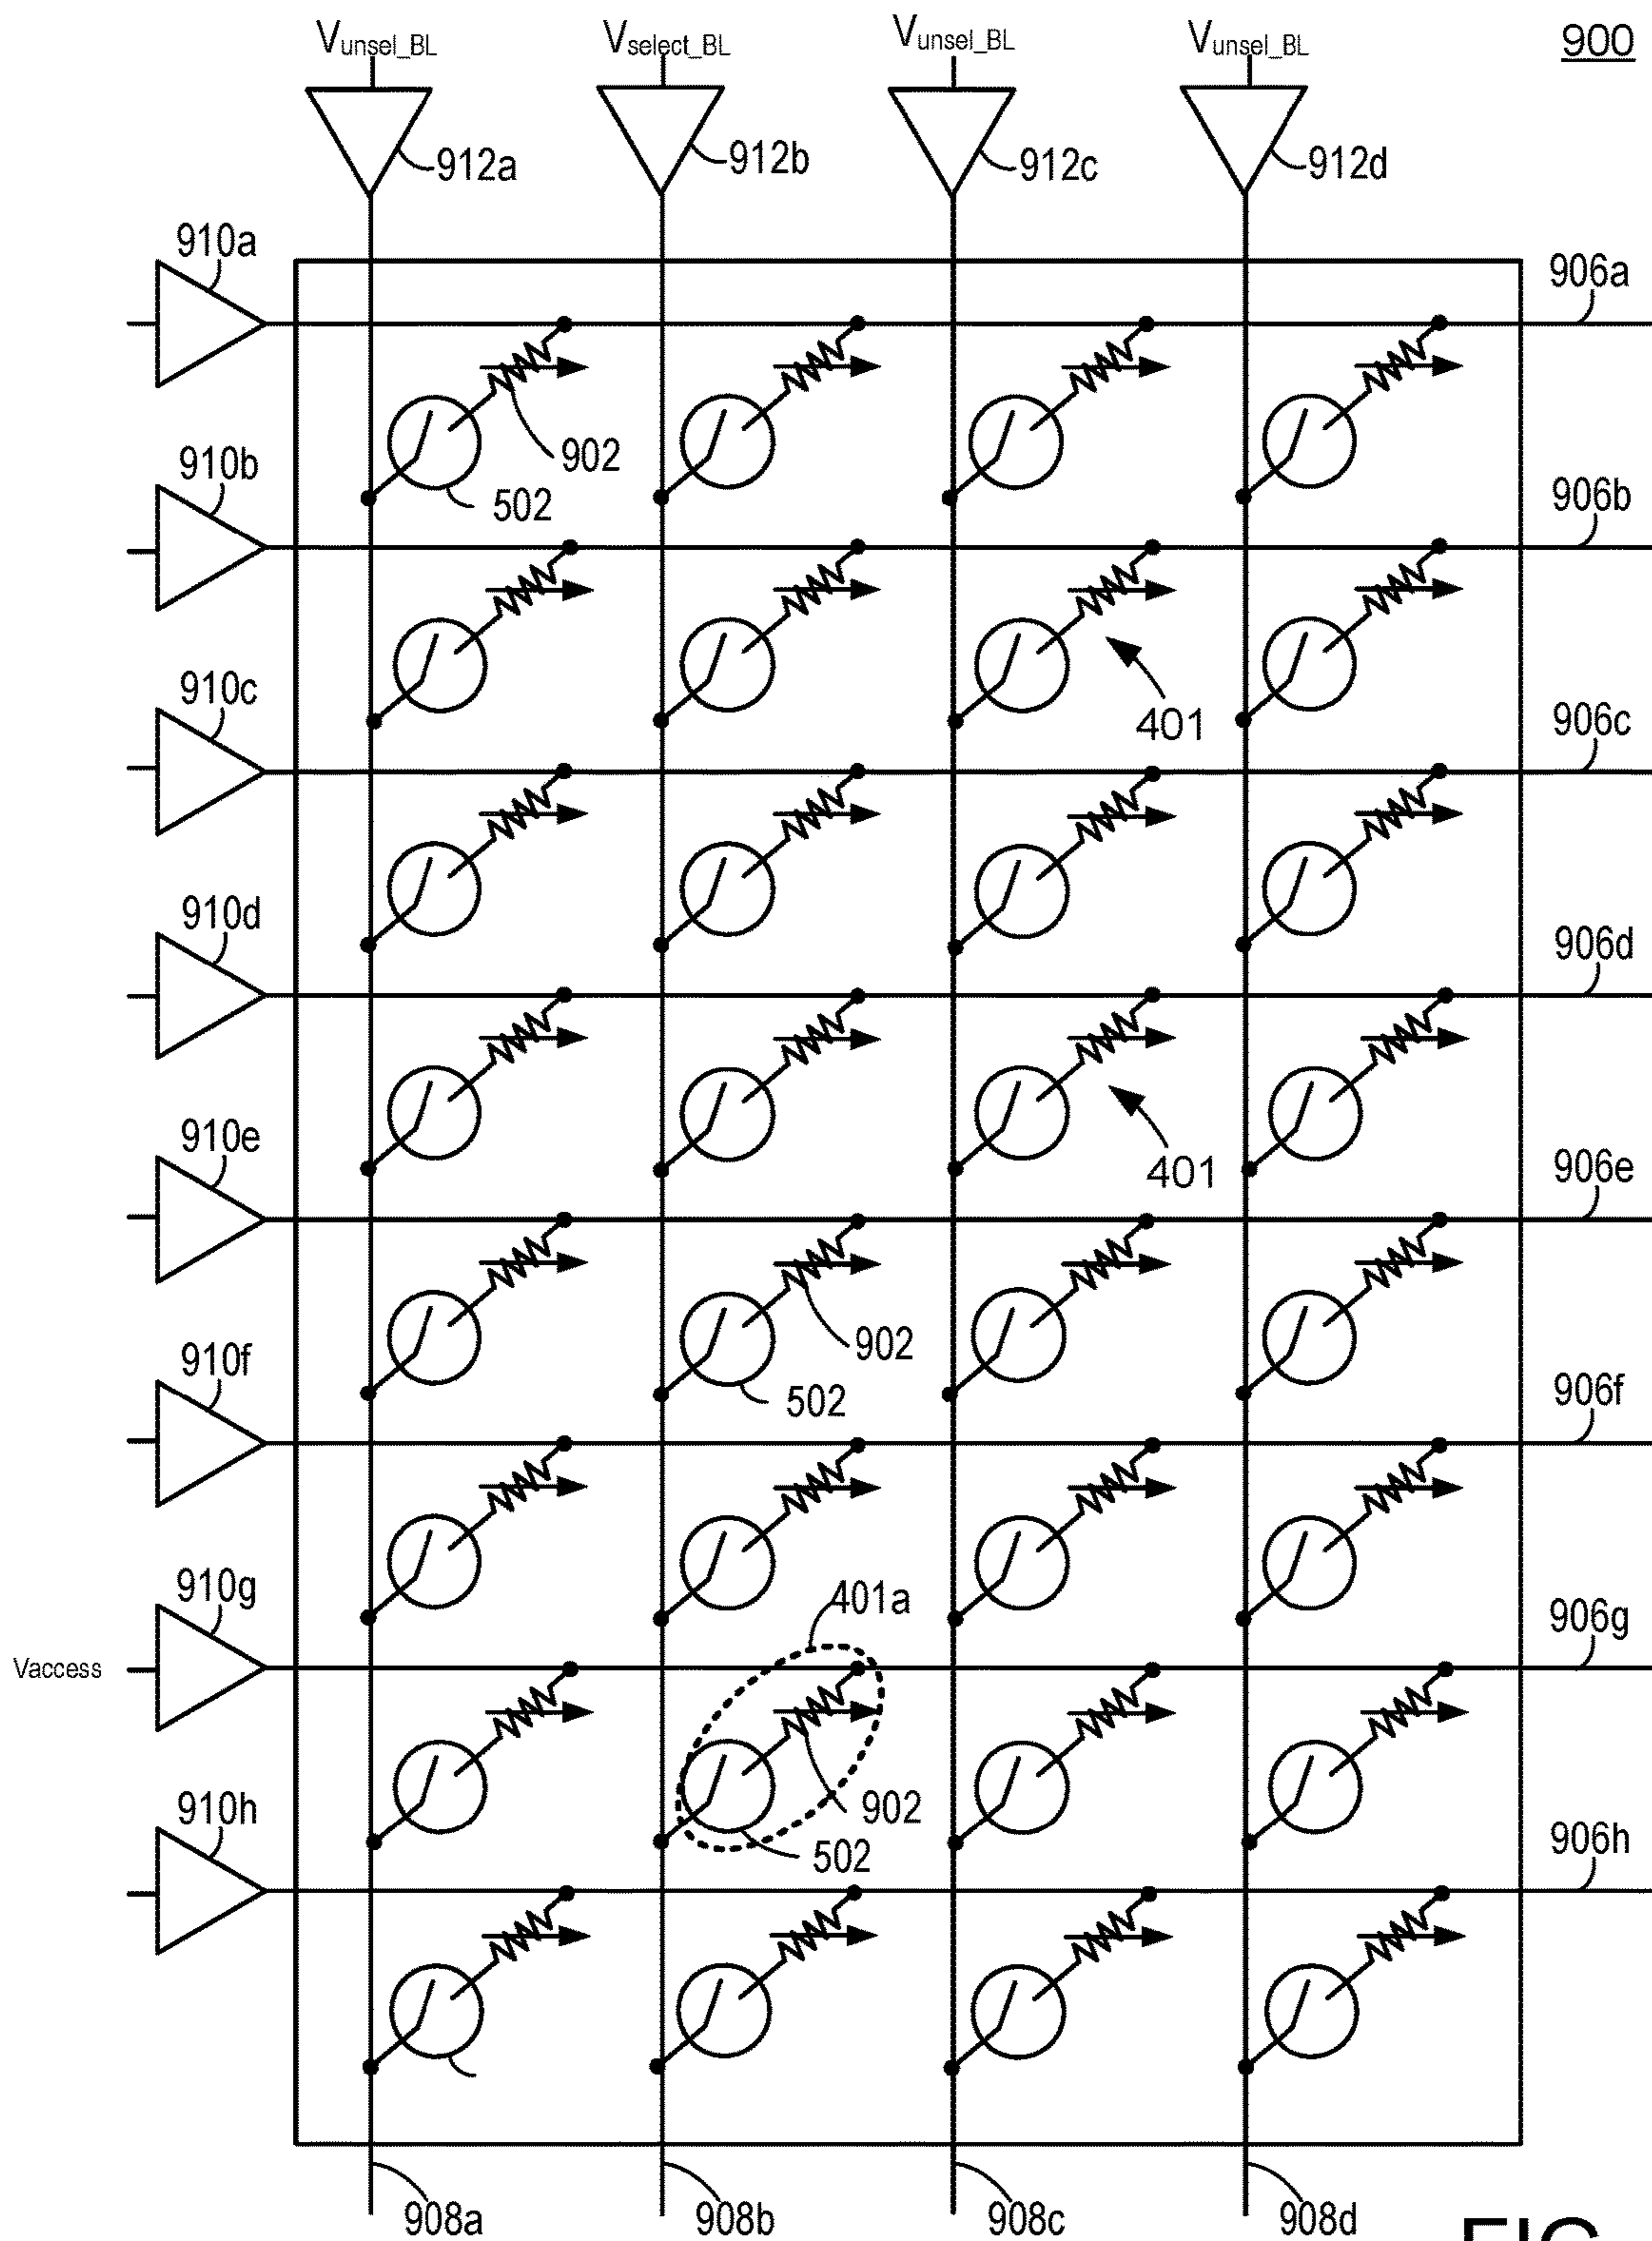 Vunsel_BL Vselect_BL Vunsel_BL Vunsel_BL 900
912a 912b 912c 912d
910a 906a
902
910b 502 906b
910c 401 906c
910d 906d
910e 401 906e
902
910f 502 906f
401a
910g 906g
Vaccess
902
910h 502 906h
908a 908b 908c 908d